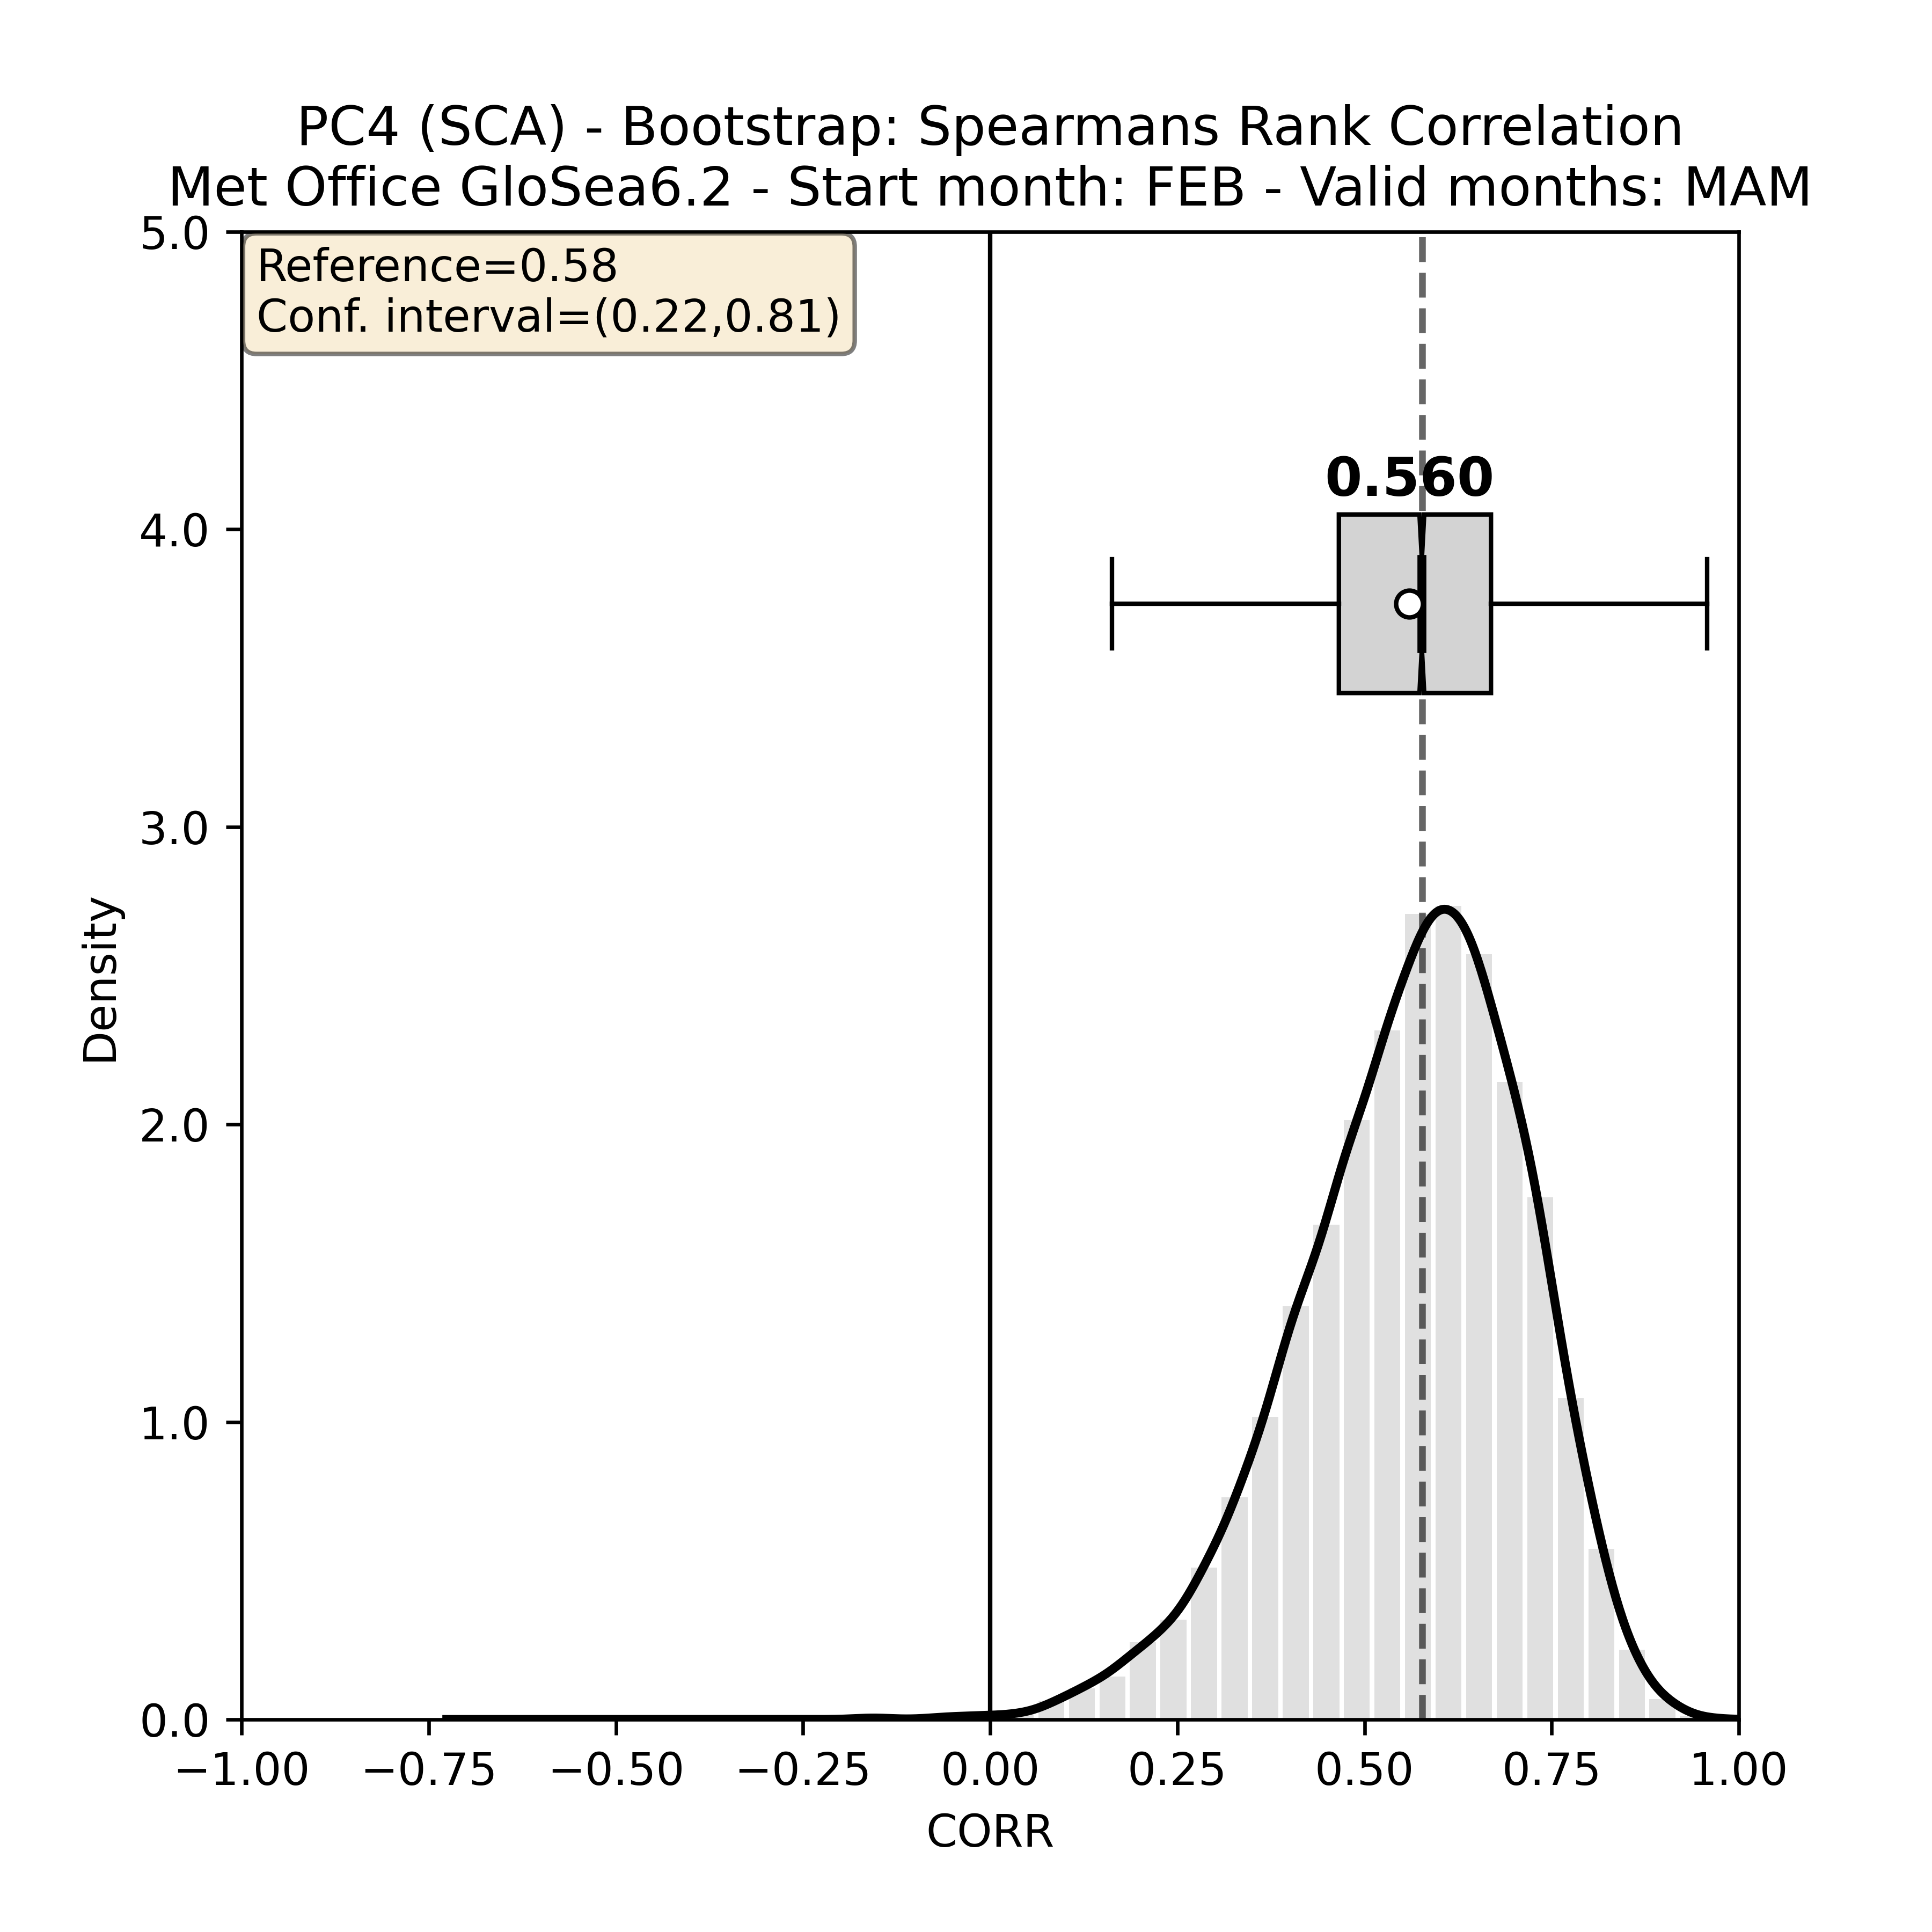 PC4 (SCA) - Bootstrap: Spearmans Rank Correlation
Met Office GloSea6.2 - Start month: FEB - Valid months: MAM
Reference=0.58
Conf. interval=(0.22,0.81)
0.560
5.0
4.0
3.0
2.0
1.0
0.0
Density
−1.00 −0.75 −0.50 −0.25 0.00 0.25 0.50 0.75 1.00
CORR